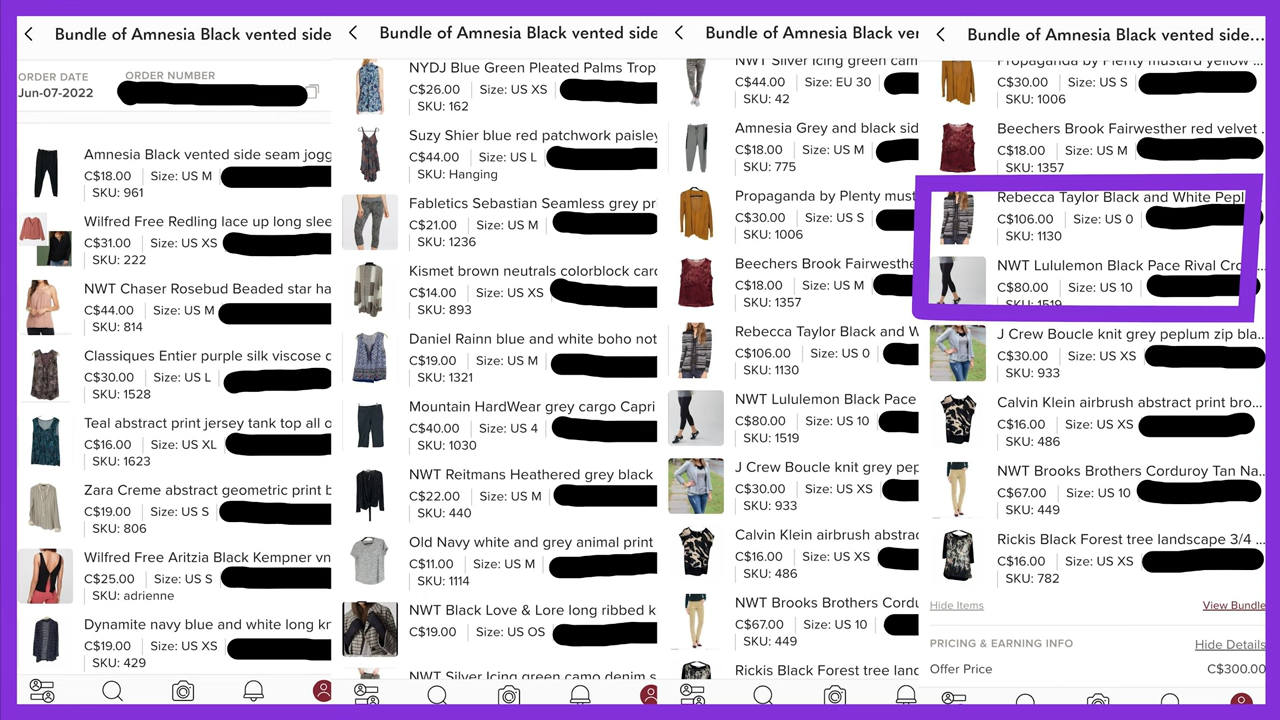 Bundle of Amnesia Black vented side
ORDER DATE
ORDER NUMBER
Jun-07-2022
Amnesia Black vented side seam jogg
C$18.00 Size: US M
SKU: 961
Wilfred Free Redling lace up long slee
C$31.00 Size: US XS
SKU: 222
NWT Chaser Rosebud Beaded star ha
C$44.00 Size: US M
SKU: 814
Classiques Entier purple silk viscose d
C$30.00 Size: US L
SKU: 1528
Teal abstract print jersey tank top all o
C$16.00 Size: US XL
SKU: 1623
Zara Creme abstract geometric print b
C$19.00 Size: US S
SKU: 806
Wilfred Free Aritzia Black Kempner vn
C$25.00 Size: US S
SKU: adrienne
Dynamite navy blue and white long kr
C$19.00 Size: US XS
SKU: 429
Bundle of Amnesia Black vented side
NYDJ Blue Green Pleated Palms Trop
C$26.00 Size: US XS
SKU: 162
Suzy Shier blue red patchwork paisley
C$44.00 Size: US L
SKU: Hanging
Fabletics Sebastian Seamless grey pr
C$21.00 Size: US M
SKU: 1236
Kismet brown neutrals colorblock card
C$14.00 Size: US XS
SKU: 893
Daniel Rainn blue and white boho not
C$19.00 Size: US M
SKU: 1321
Mountain HardWear grey cargo Capri
C$40.00 Size: US 4
SKU: 1030
NWT Reitmans Heathered grey black
C$22.00 Size: US M
SKU: 440
Old Navy white and grey animal print
C$11.00 Size: US M
SKU: 1114
NWT Black Love & Lore long ribbed k
C$19.00 Size: US OS
NWT Silver Icing green camo denim s
Bundle of Amnesia Black ver
NWT Silver Icing green cam
C$44.00 Size: EU 30
SKU: 42
Amnesia Grey and black sid
C$18.00 Size: US M
SKU: 775
Propaganda by Plenty must
C$30.00 Size: US S
SKU: 1006
Beechers Brook Fairwesthe
C$18.00 Size: US M
SKU: 1357
Rebecca Taylor Black and W
C$106.00 Size: US 0
SKU: 1130
NWT Lululemon Black Pace
C$80.00 Size: US 10
SKU: 1519
J Crew Boucle knit grey pep
C$30.00 Size: US XS
SKU: 933
Calvin Klein airbrush abstrac
C$16.00 Size: US XS
SKU: 486
NWT Brooks Brothers Cordu
C$67.00 Size: US 10
SKU: 449
Rickis Black Forest tree land
Bundle of Amnesia Black vented side...
Propaganda by Plenty mustard yellow ...
C$30.00 Size: US S
SKU: 1006
Beechers Brook Fairwesther red velvet ...
C$18.00 Size: US M
SKU: 1357
Rebecca Taylor Black and White Pepl
C$106.00 Size: US 0
SKU: 1130
NWT Lululemon Black Pace Rival Cro...
C$80.00 Size: US 10
SKU: 1519
J Crew Boucle knit grey peplum zip bla...
C$30.00 Size: US XS
SKU: 933
Calvin Klein airbrush abstract print bro...
C$16.00 Size: US XS
SKU: 486
NWT Brooks Brothers Corduroy Tan Na...
C$67.00 Size: US 10
SKU: 449
Rickis Black Forest tree landscape 3/4 ...
C$16.00 Size: US XS
SKU: 782
Hide Items
View Bundle
PRICING & EARNING INFO
Hide Details
Offer Price
C$300.00